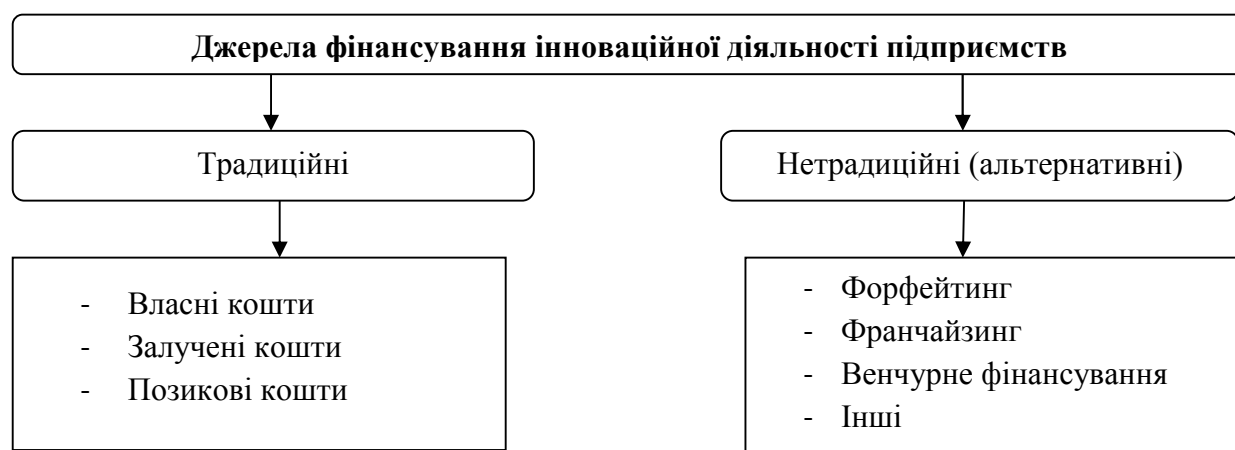 Джерела фінансування інноваційної діяльності підприємств
Традиційні
Нетрадиційні (альтернативні)
- Власні кошти
- Залучені кошти
- Позикові кошти
- Форфейтинг
- Франчайзинг
- Венчурне фінансування
- Інші